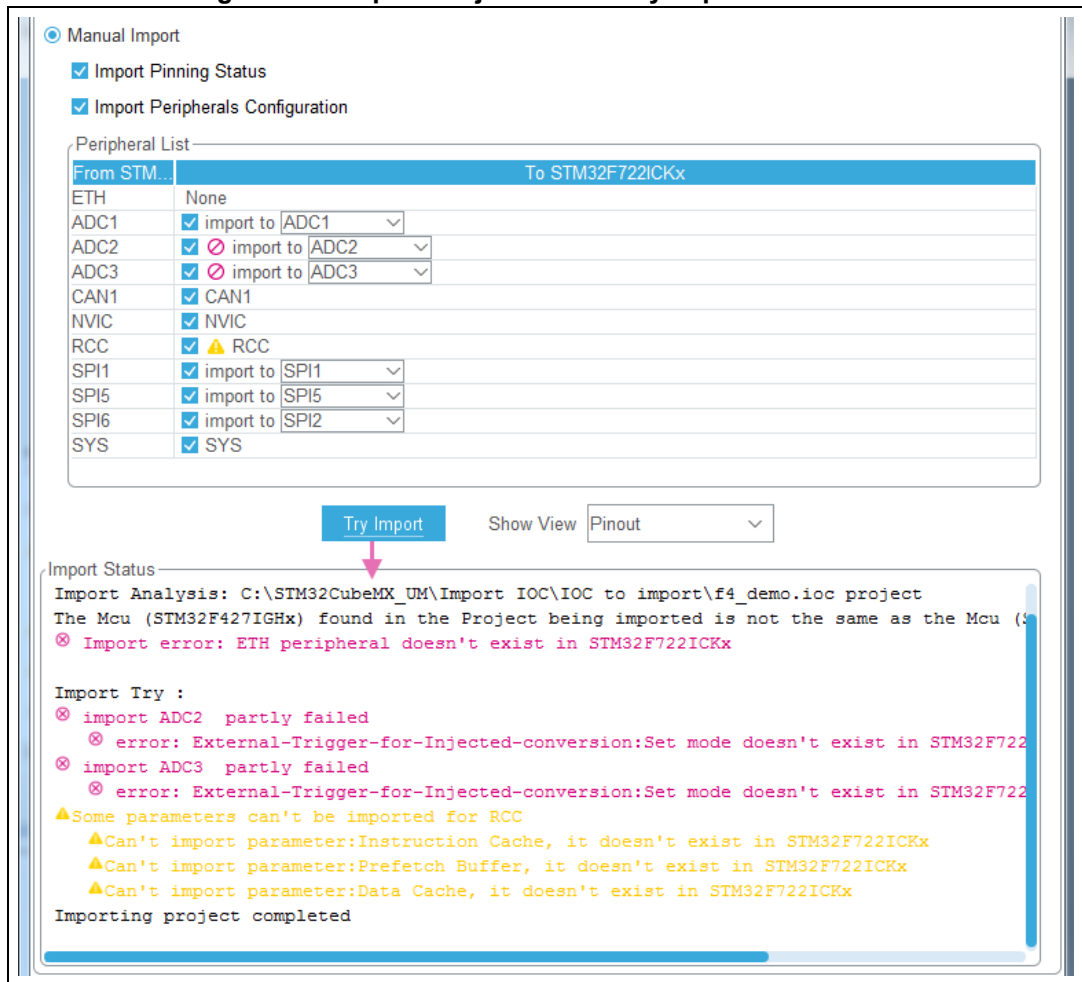 Manual Import
Import Pinning Status
Import Peripherals Configuration
Peripheral List
From STM... To STM32F722ICKx
ETH None
ADC1 import to ADC1
ADC2 import to ADC2
ADC3 import to ADC3
CAN1 CAN1
NVIC NVIC
RCC RCC
SPI1 import to SPI1
SPI5 import to SPI5
SPI6 import to SPI2
SYS SYS
Try Import Show View Pinout
Import Status
Import Analysis: C:\STM32CubeMX_UM\Import IOC\IOC to import\f4_demo.ioc project
The Mcu (STM32F427IGHx) found in the Project being imported is not the same as the Mcu (
Import error: ETH peripheral doesn't exist in STM32F722ICKx
Import Try :
import ADC2 partly failed
error: External-Trigger-for-Injected-conversion:Set mode doesn't exist in STM32F722
import ADC3 partly failed
error: External-Trigger-for-Injected-conversion:Set mode doesn't exist in STM32F722
Some parameters can't be imported for RCC
Can't import parameter:Instruction Cache, it doesn't exist in STM32F722ICKx
Can't import parameter:Prefetch Buffer, it doesn't exist in STM32F722ICKx
Can't import parameter:Data Cache, it doesn't exist in STM32F722ICKx
Importing project completed